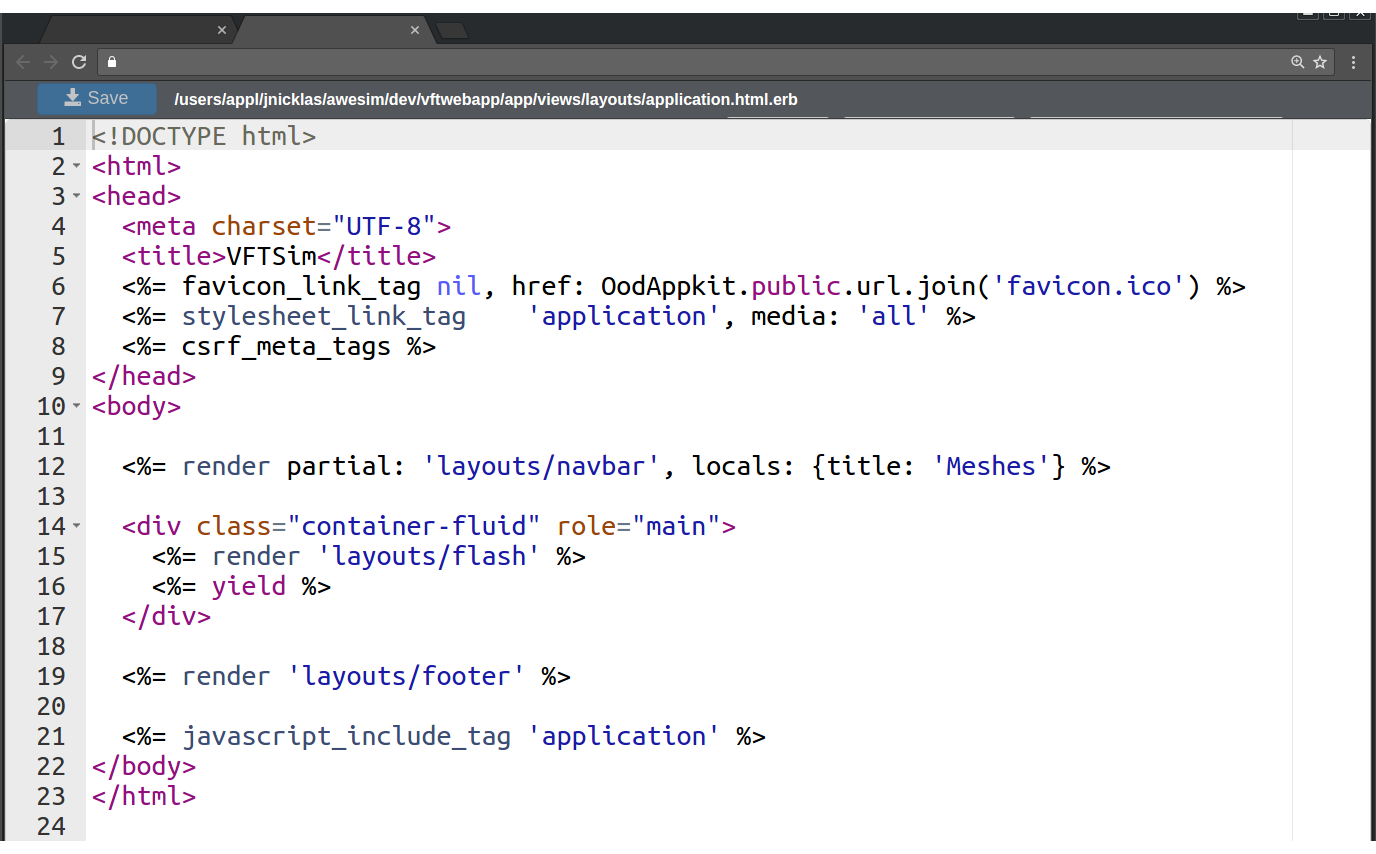 Save /users/appl/jnicklas/awesim/dev/vftwebapp/app/views/layouts/application.html.erb
1 <!DOCTYPE html>
2 <html>
3 <head>
4   <meta charset="UTF-8">
5   <title>VFTSim</title>
6   <%= favicon_link_tag nil, href: OodAppkit.public.url.join('favicon.ico') %>
7   <%= stylesheet_link_tag    'application', media: 'all' %>
8   <%= csrf_meta_tags %>
9 </head>
10 <body>
11
12   <%= render partial: 'layouts/navbar', locals: {title: 'Meshes'} %>
13
14   <div class="container-fluid" role="main">
15     <%= render 'layouts/flash' %>
16     <%= yield %>
17   </div>
18
19   <%= render 'layouts/footer' %>
20
21   <%= javascript_include_tag 'application' %>
22 </body>
23 </html>
24